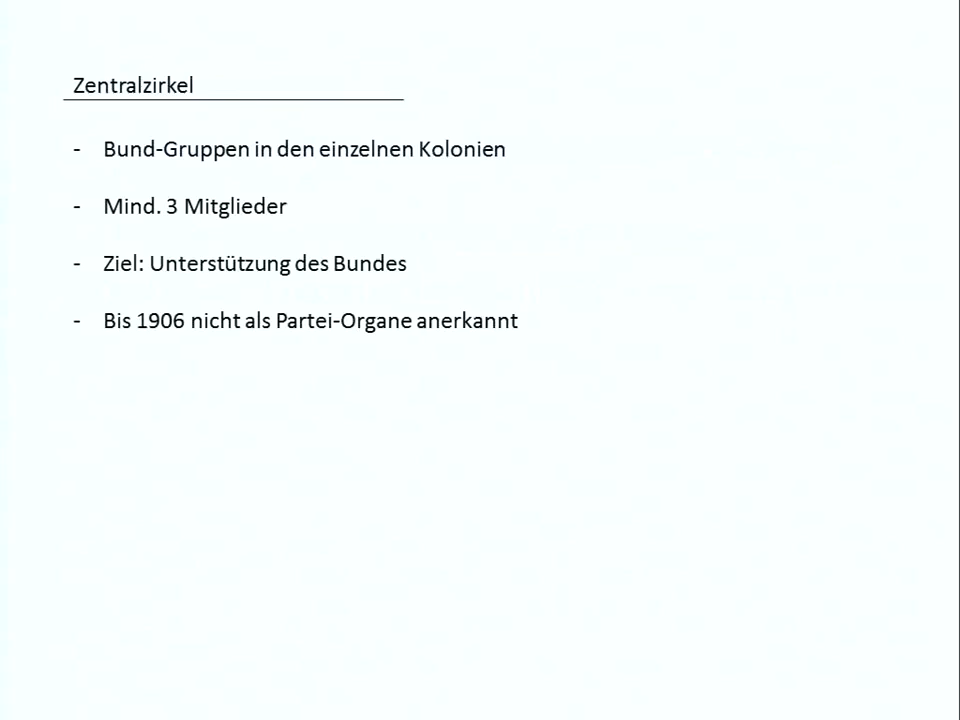 Zentralzirkel
- Bund-Gruppen in den einzelnen Kolonien
- Mind. 3 Mitglieder
- Ziel: Unterstützung des Bundes
- Bis 1906 nicht als Partei-Organe anerkannt